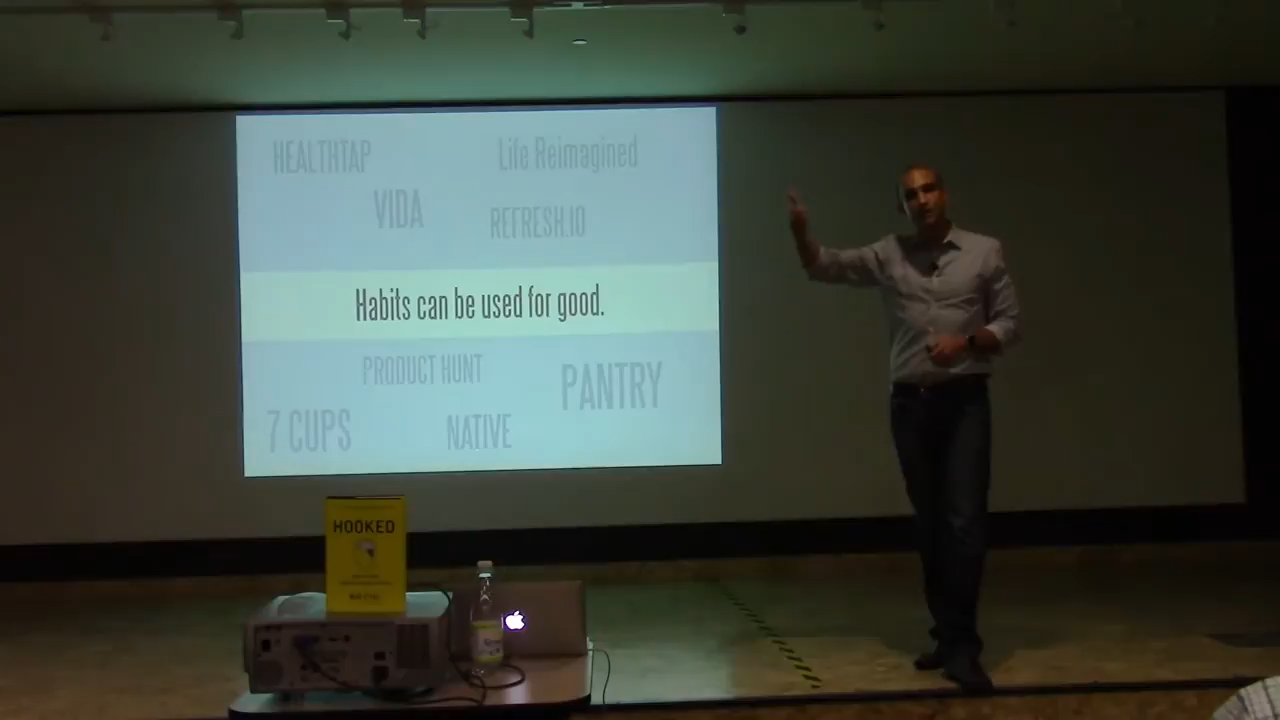 HEALTHTAP
Life Reimagined
VIDA
REFRESH.IO
Habits can be used for good.
PRODUCT HUNT
PANTRY
7 CUPS
NATIVE
HOOKED